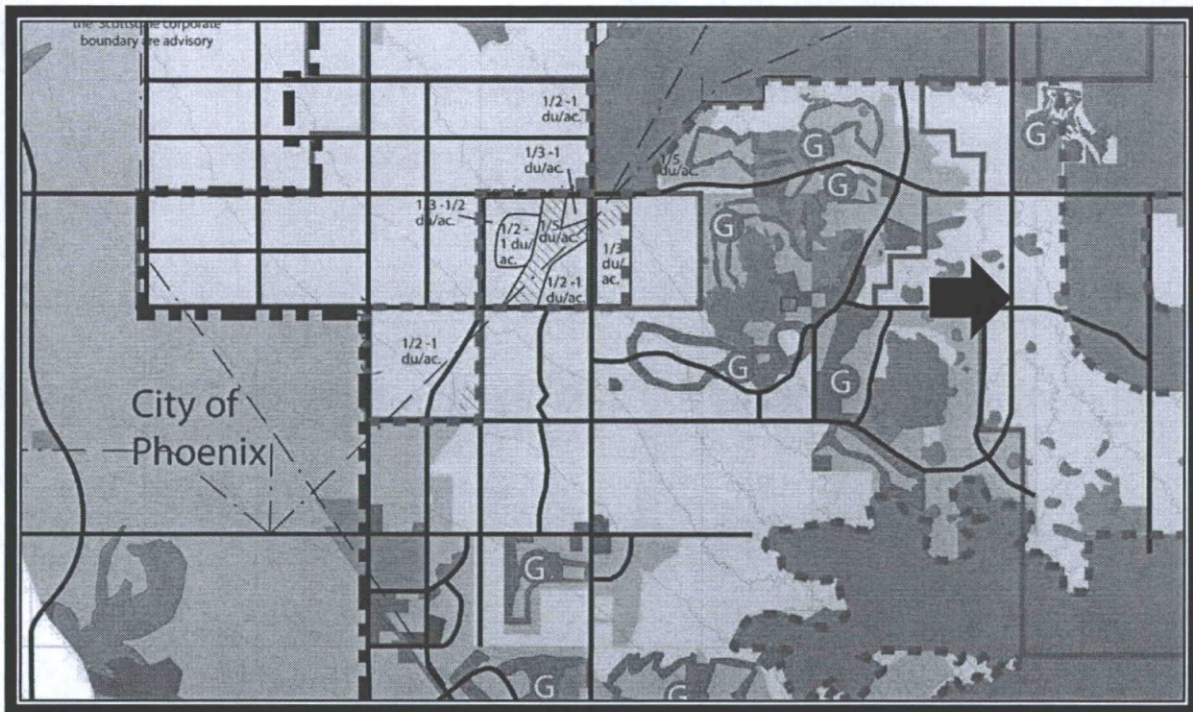 the Scottsdale corporate
boundary are advisory
1/2 -1
du/ac.
1/3 -1
du/ac.
1/5
du/ac.
1/3 -1/2
du/ac.
1/2 -
1 du/
ac.
1/5
du/ac.
1/3
du/
ac.
1/2 -1
du/ac.
1/2 -1
du/ac.
City of
Phoenix
G
G
G
G
G
G
G
G
G